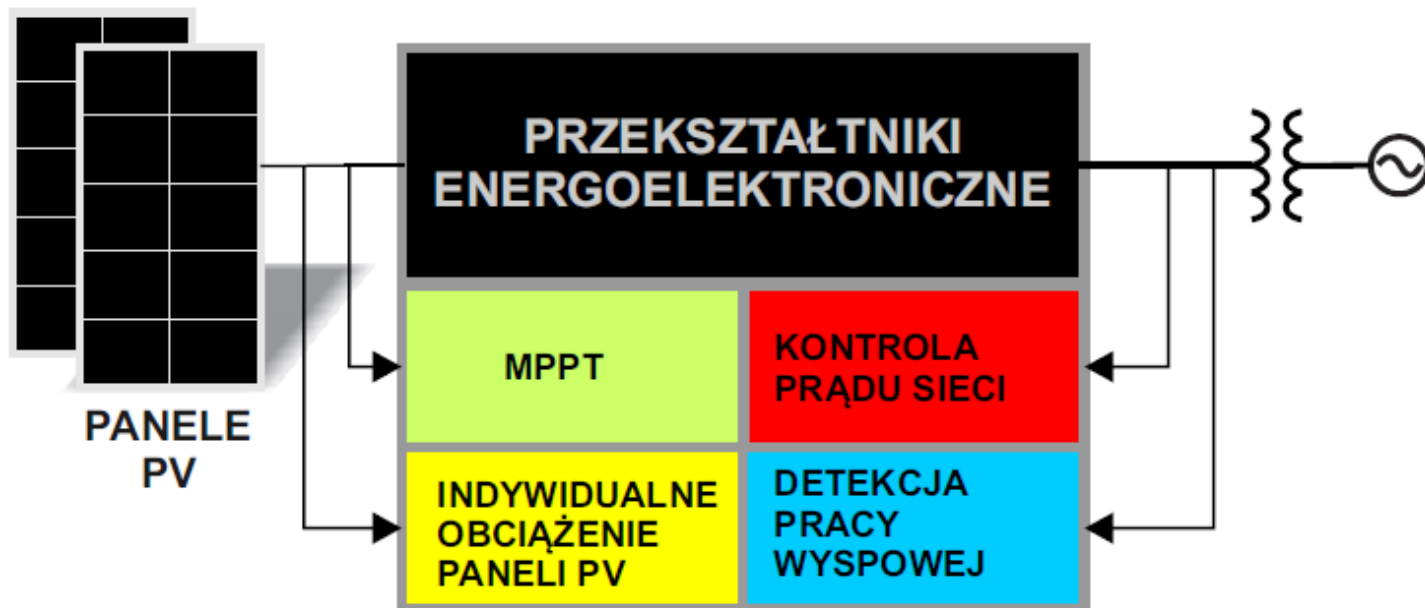 PRZEKSZTAŁTNIKI
ENERGOELEKTRONICZNE
MPPT
KONTROLA
PRĄDU SIECI
PANELE
PV
INDYWIDUALNE
OBCIĄŻENIE
PANELI PV
DETEKCJA
PRACY
WYSPOWEJ